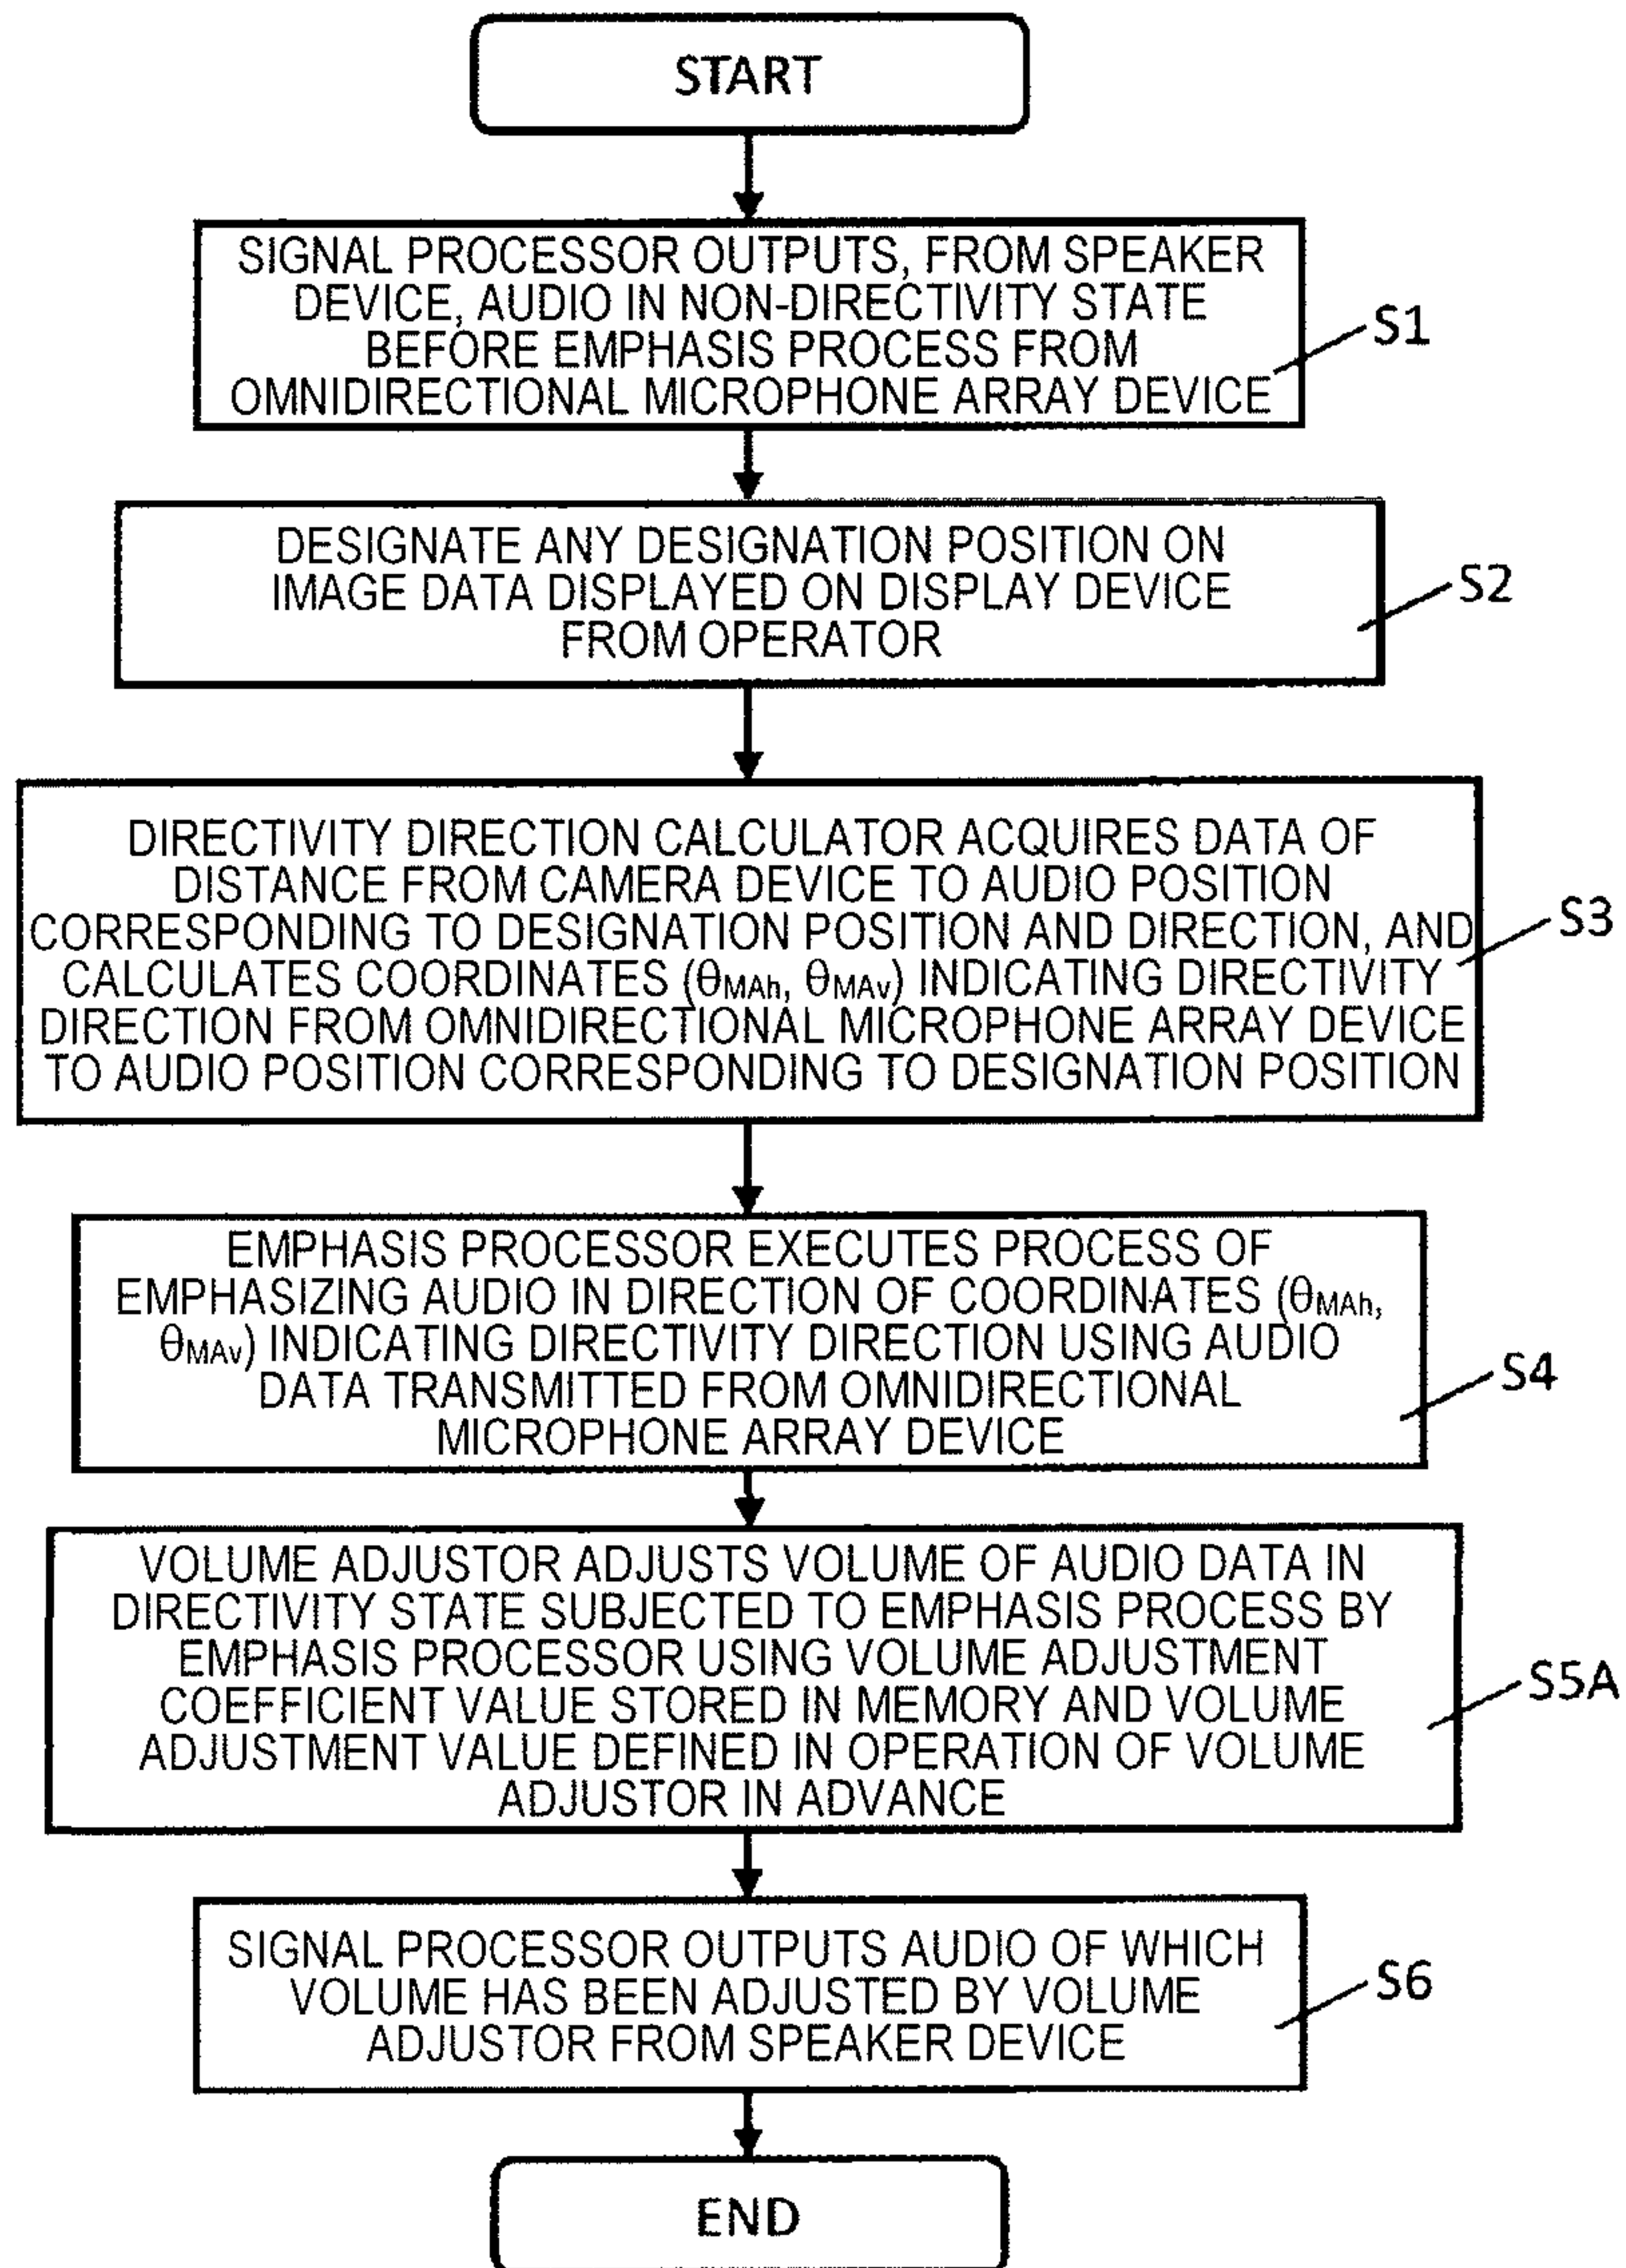 START
SIGNAL PROCESSOR OUTPUTS, FROM SPEAKER
DEVICE, AUDIO IN NON-DIRECTIVITY STATE
BEFORE EMPHASIS PROCESS FROM
OMNIDIRECTIONAL MICROPHONE ARRAY DEVICE
S1
DESIGNATE ANY DESIGNATION POSITION ON
IMAGE DATA DISPLAYED ON DISPLAY DEVICE
FROM OPERATOR
S2
DIRECTIVITY DIRECTION CALCULATOR ACQUIRES DATA OF
DISTANCE FROM CAMERA DEVICE TO AUDIO POSITION
CORRESPONDING TO DESIGNATION POSITION AND DIRECTION, AND
CALCULATES COORDINATES (θMAh, θMAv) INDICATING DIRECTIVITY
DIRECTION FROM OMNIDIRECTIONAL MICROPHONE ARRAY DEVICE
TO AUDIO POSITION CORRESPONDING TO DESIGNATION POSITION
S3
EMPHASIS PROCESSOR EXECUTES PROCESS OF
EMPHASIZING AUDIO IN DIRECTION OF COORDINATES (θMAh,
θMAv) INDICATING DIRECTIVITY DIRECTION USING AUDIO
DATA TRANSMITTED FROM OMNIDIRECTIONAL
MICROPHONE ARRAY DEVICE
S4
VOLUME ADJUSTOR ADJUSTS VOLUME OF AUDIO DATA IN
DIRECTIVITY STATE SUBJECTED TO EMPHASIS PROCESS BY
EMPHASIS PROCESSOR USING VOLUME ADJUSTMENT
COEFFICIENT VALUE STORED IN MEMORY AND VOLUME
ADJUSTMENT VALUE DEFINED IN OPERATION OF VOLUME
ADJUSTOR IN ADVANCE
S5A
SIGNAL PROCESSOR OUTPUTS AUDIO OF WHICH
VOLUME HAS BEEN ADJUSTED BY VOLUME
ADJUSTOR FROM SPEAKER DEVICE
S6
END